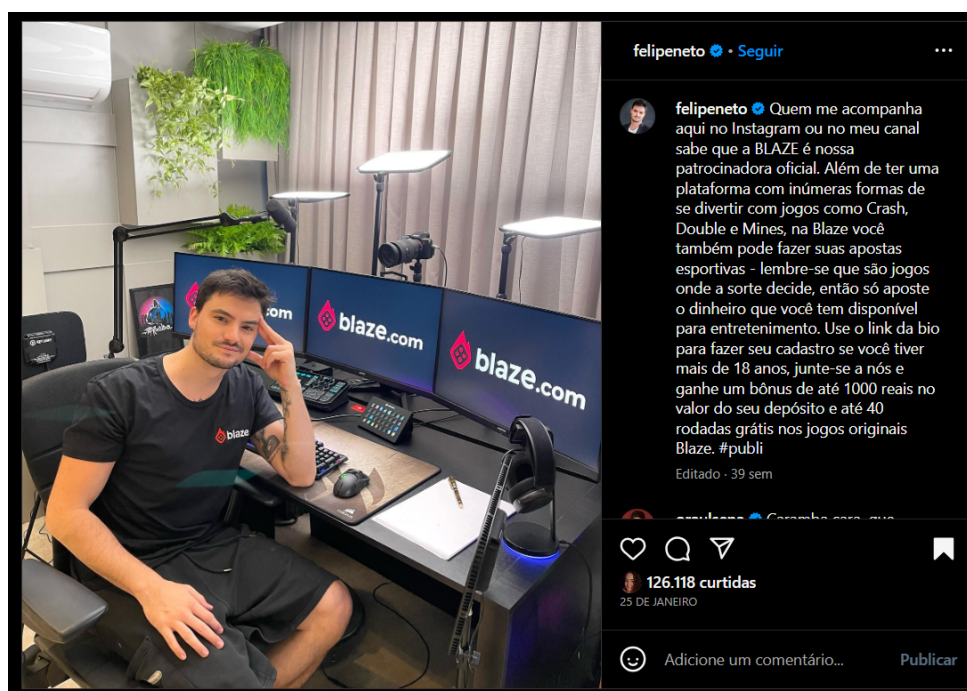 blaze.com
blaze.com
blaze
felipeneto • Seguir
felipeneto Quem me acompanha
aqui no Instagram ou no meu canal
sabe que a BLAZE é nossa
patrocinadora oficial. Além de ter uma
plataforma com inúmeras formas de
se divertir com jogos como Crash,
Double e Mines, na Blaze você
também pode fazer suas apostas
esportivas - lembre-se que são jogos
onde a sorte decide, então só aposte
o dinheiro que você tem disponível
para entretenimento. Use o link da bio
para fazer seu cadastro se você tiver
mais de 18 anos, junte-se a nós e
ganhe um bônus de até 1000 reais no
valor do seu depósito e até 40
rodadas grátis nos jogos originais
Blaze. #publi
Editado · 39 sem
126.118 curtidas
25 DE JANEIRO
Adicione um comentário... Publicar